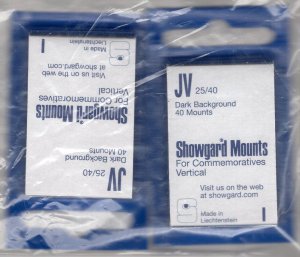 I
Made in
Liechtenstein
Visit us on the web
at showgard.com
Vertical
For Commemoratives
Showgard Mounts
40 Mounts
Dark Background
JV 25/40
JV 25/40
Dark Background
40 Mounts
Showgard Mounts
For Commemoratives
Vertical
Visit us on the web
at showgard.com
Made in
Liechtenstein
I